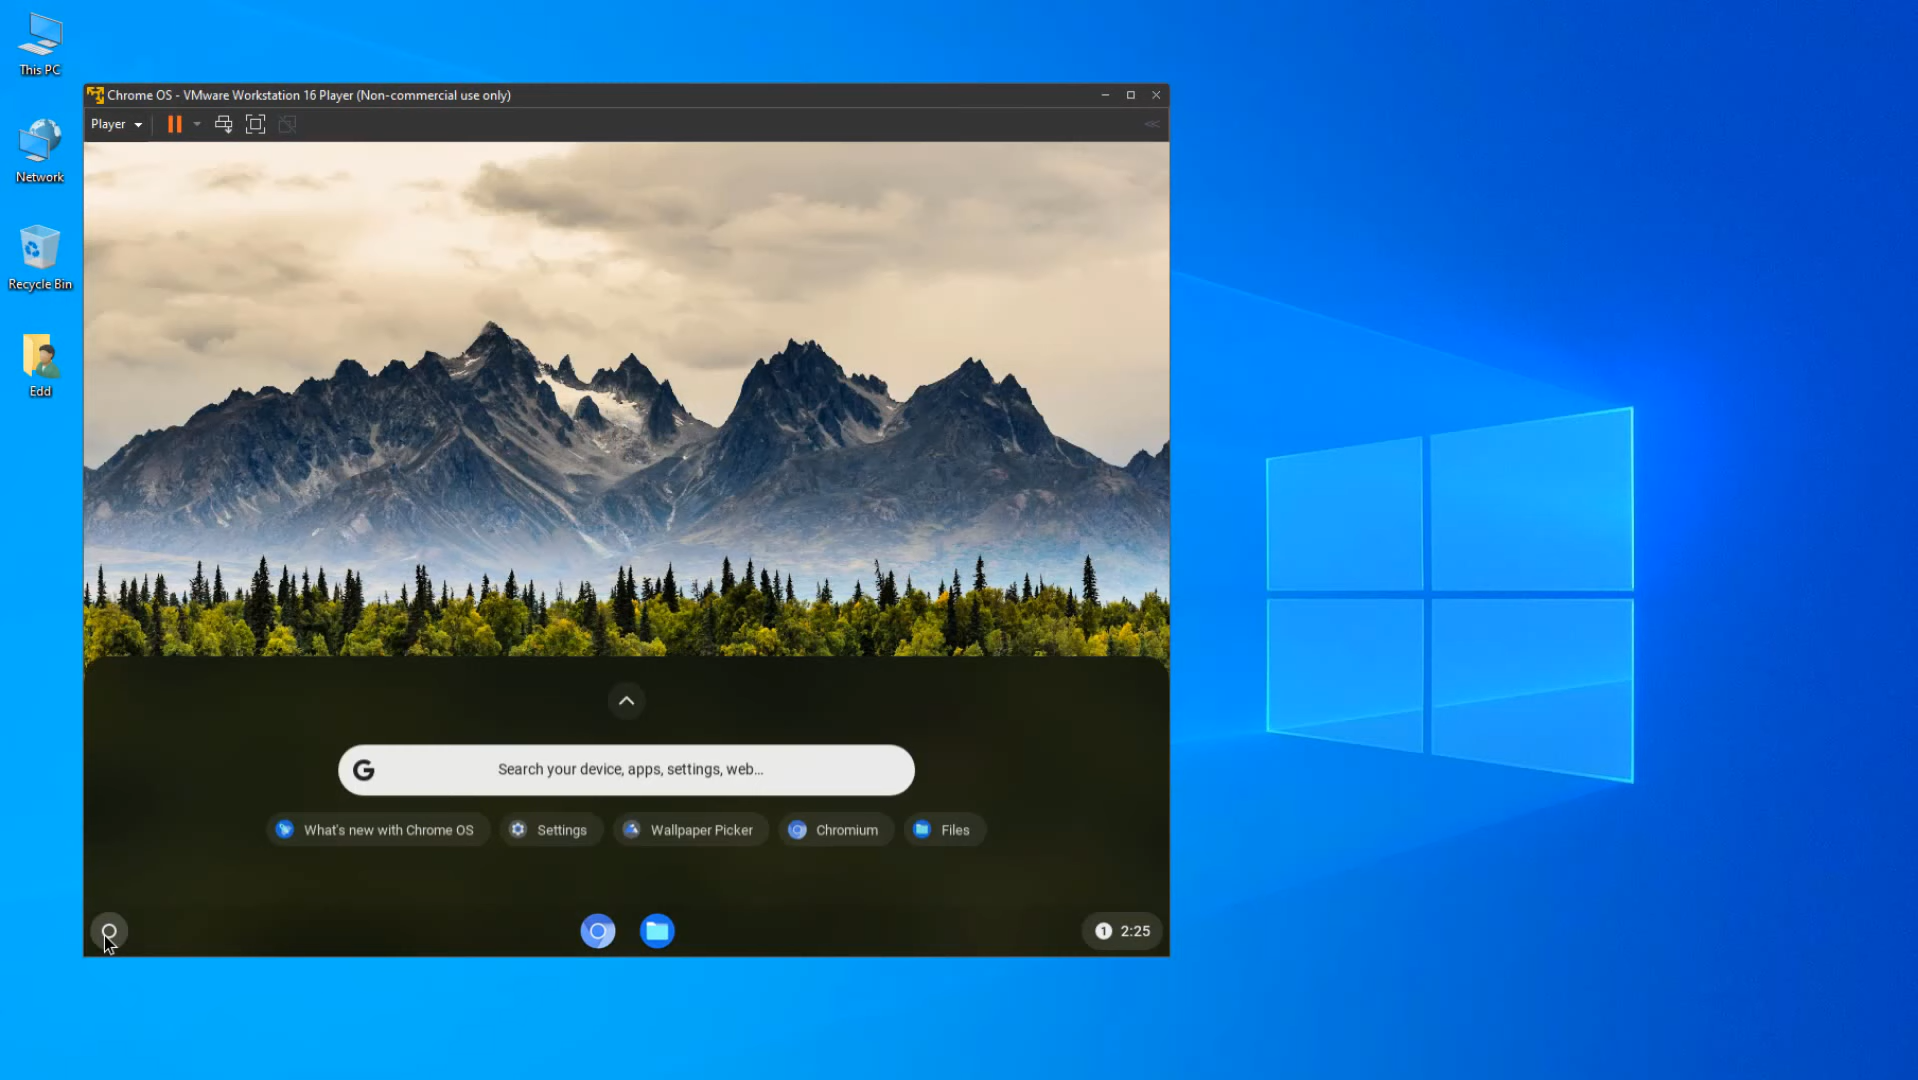 This PC
Network
Recycle Bin
Edd
Chrome OS - VMware Workstation 16 Player (Non-commercial use only)
Player
Search your device, apps, settings, web...
What's new with Chrome OS
Settings
Wallpaper Picker
Chromium
Files
1 2:25